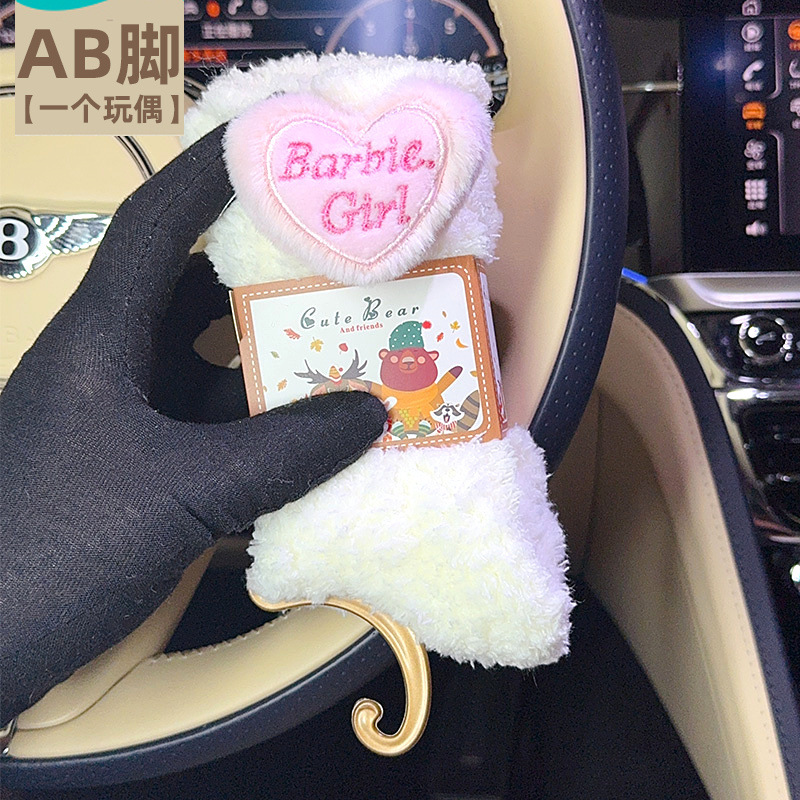 AB脚
【一个玩偶】
Barbie.
Girl
Cute Bear
And friends
B